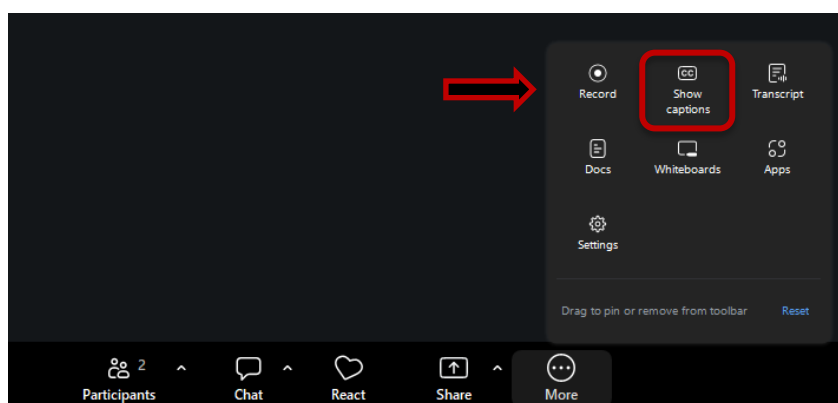 Record
CC
Show
captions
Transcript
Docs
Whiteboards
Apps
Settings
Drag to pin or remove from toolbar Reset
2
Participants Chat React Share More